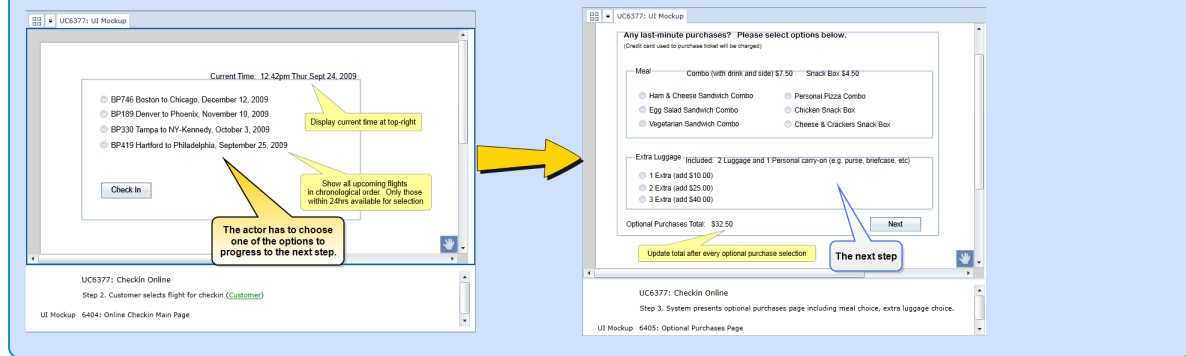 UC6377: UI Mockup
Current Time: 12:42pm Thur Sept 24, 2009
BP746 Boston to Chicago, December 12, 2009
BP189 Denver to Phoenix, November 10, 2009
BP330 Tampa to NY-Kennedy, October 3, 2009
BP419 Hartford to Philadelphia, September 25, 2009
Display current time at top-right
Show all upcoming flights
in chronological order. Only those
within 24hrs available for selection
Check In
The actor has to choose
one of the options to
progress to the next step.
UC6377: Checkin Online
Step 2. Customer selects flight for checkin (Customer)
UI Mockup 6404: Online Checkin Main Page
UC6377: UI Mockup
Any last-minute purchases? Please select options below.
(Credit card used to purchase ticket will be charged)
Meal Combo (with drink and side) $7.50 Snack Box $4.50
Ham & Cheese Sandwich Combo Personal Pizza Combo
Egg Salad Sandwich Combo Chicken Snack Box
Vegetarian Sandwich Combo Cheese & Crackers Snack Box
Extra Luggage Included: 2 Luggage and 1 Personal carry-on (e.g. purse, briefcase, etc)
1 Extra (add $10.00)
2 Extra (add $25.00)
3 Extra (add $40.00)
Optional Purchases Total: $32.50 Next
Update total after every optional purchase selection
The next step
UC6377: Checkin Online
Step 3. System presents optional purchases page including meal choice, extra luggage choice.
UI Mockup 6405: Optional Purchases Page